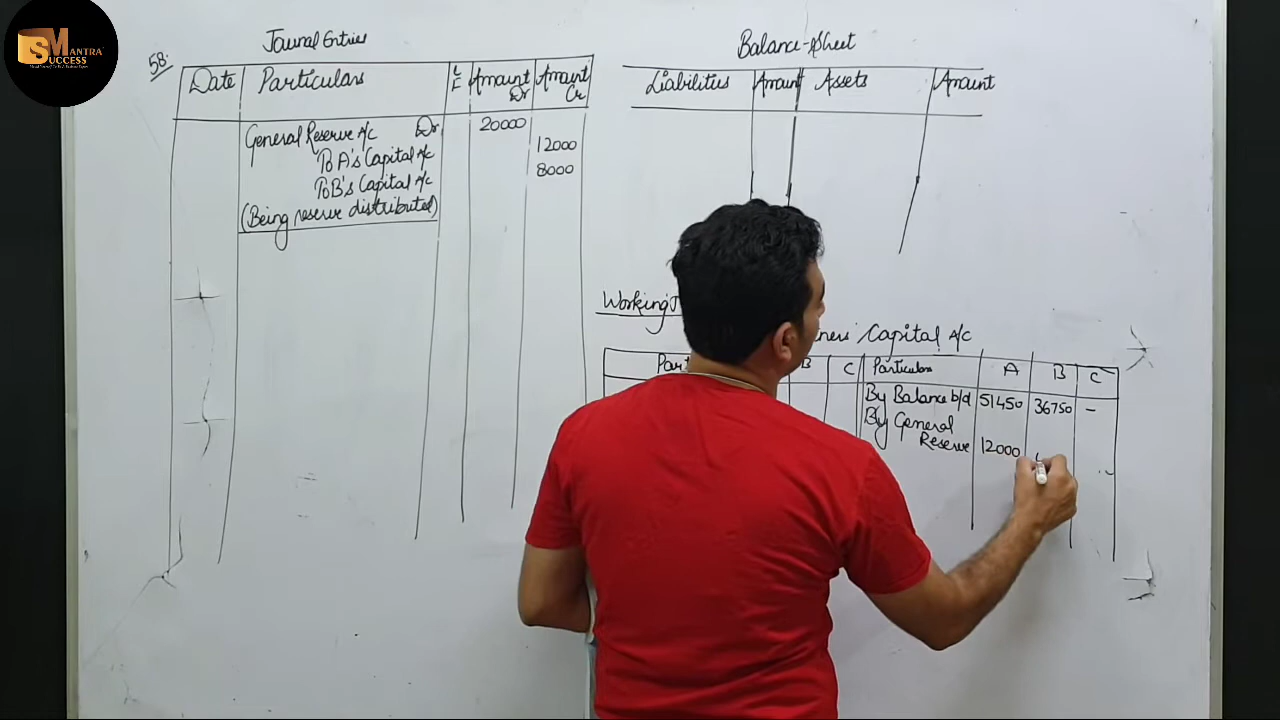 SMANTRA
SUCCESS
58.
Journal Entries
Date Particulars L F Amount Dr Amount Cr
General Reserve A/c Dr 20000
To A's Capital A/c 12000
To B's Capital A/c 8000
(Being reserve distributed)
Balance-Sheet
Liabilities Amount Assets Amount
Working
Capital A/c
B C Particulars A B C
By Balance b/d 51450 36750 -
By General
Reserve 12000